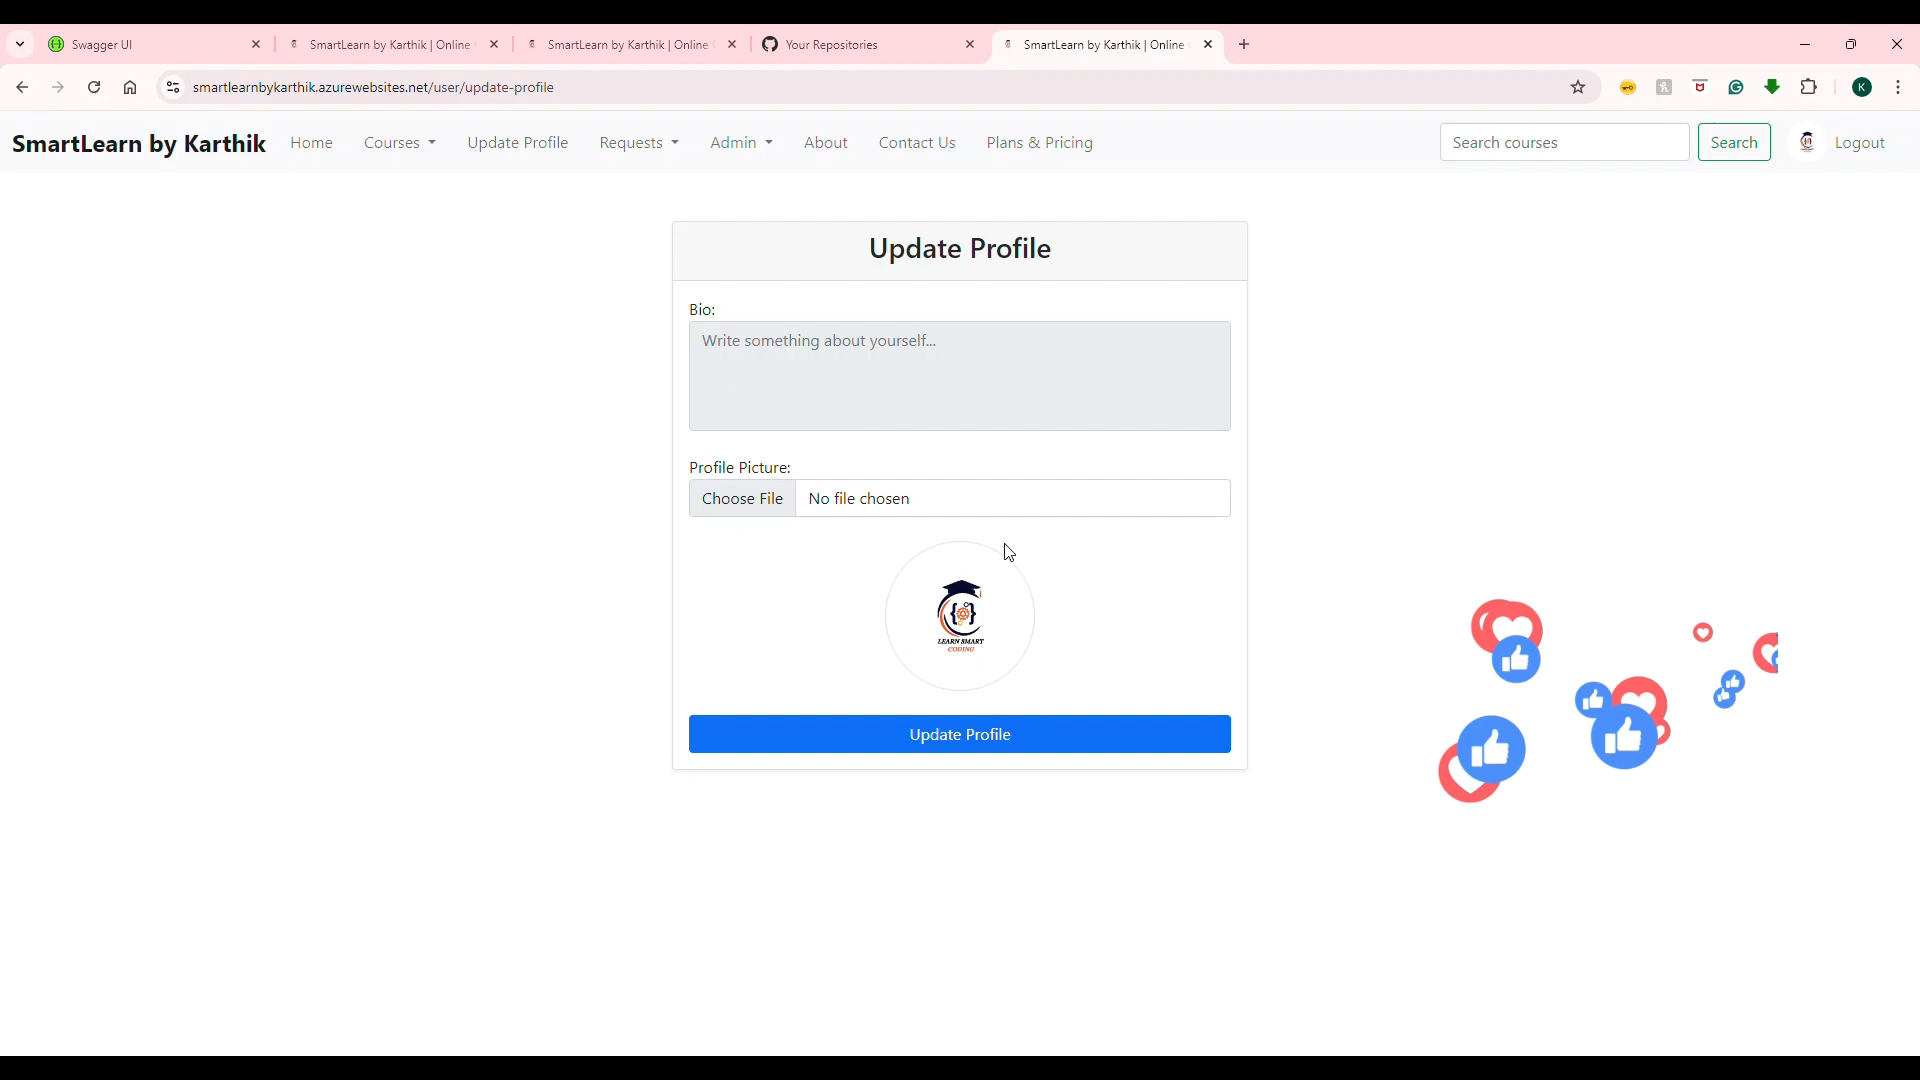 Swagger UI
SmartLearn by Karthik | Online
SmartLearn by Karthik | Online
Your Repositories
SmartLearn by Karthik | Online
smartlearnbykarthik.azurewebsites.net/user/update-profile
K
SmartLearn by Karthik
Home
Courses
Update Profile
Requests
Admin
About
Contact Us
Plans & Pricing
Search courses
Search
Logout
Update Profile
Bio:
Write something about yourself...
Profile Picture:
Choose File
No file chosen
LEARN SMART
CODING
Update Profile